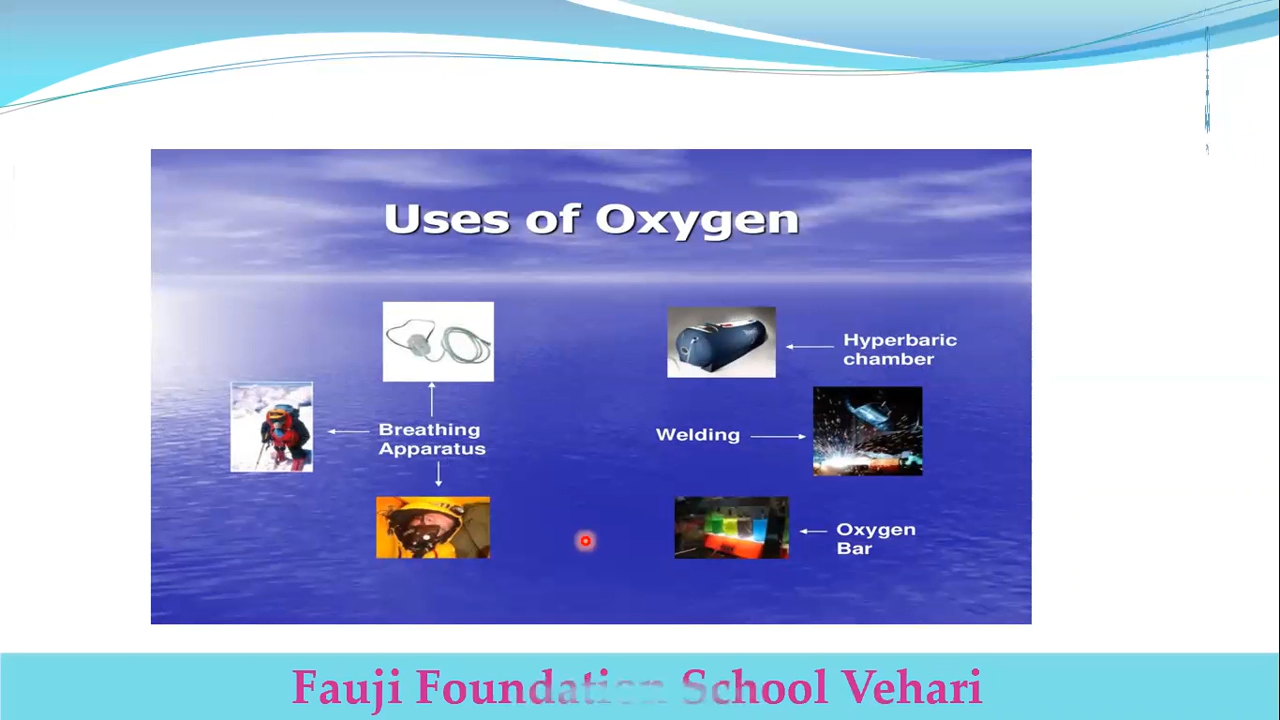 Uses of Oxygen
Breathing
Apparatus
Hyperbaric
chamber
Welding
Oxygen
Bar
Fauji Foundation School Vehari